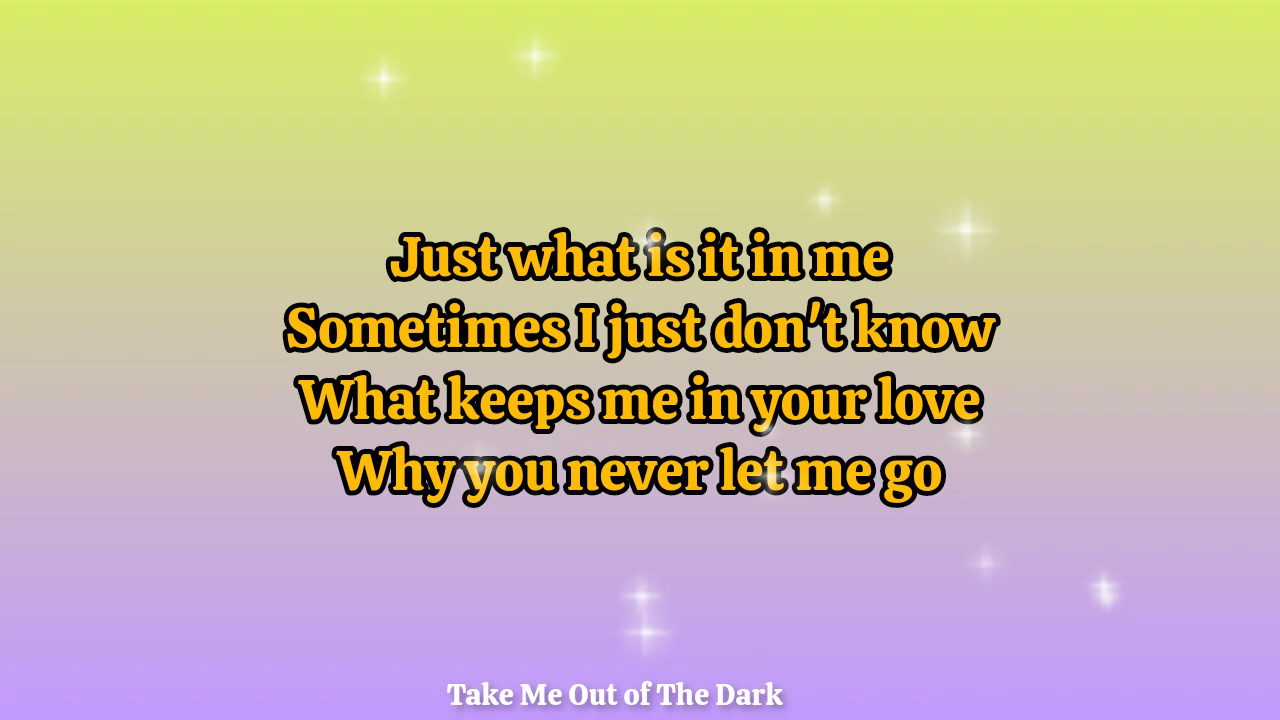 Just what is it in me
Sometimes I just don't know
What keeps me in your love
Why you never let me go
Take Me Out of The Dark